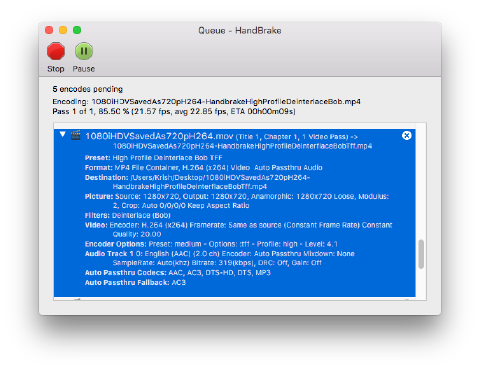 Queue - HandBrake
Stop Pause
5 encodes pending
Encoding: 1080iHDVSavedAs720pH264-HandbrakeHighProfileDeinterlaceBob.mp4
Pass 1 of 1, 85.50 % (21.57 fps, avg 22.85 fps, ETA 00h00m09s)
1080iHDVSavedAs720pH264.mov (Title 1, Chapter 1, 1 Video Pass) ->
1080iHDVSavedAs720pH264-HandbrakeHighProfileDeinterflaceBobTff.mp4
Preset: High Profile Deinterlace Bob TFF
Format: MP4 File Container, H.264 (x264) Video Auto Passthru Audio
Destination: /Users/Krish/Desktop/1080iHDVSavedAs720pH264-
HandbrakeHighProfileDeinterflaceBobTff.mp4
Picture: Source: 1280x720, Output: 1280x720, Anamorphic: 1280x720 Loose, Modulus:
2, Crop: Auto 0/0/0/0 Keep Aspect Ratio
Filters: Deinterlace (Bob)
Video: Encoder: H.264 (x264) Framerate: Same as source (Constant Frame Rate) Constant
Quality: 20.00
Encoder Options: Preset: medium - Options: :tff - Profile: high - Level: 4.1
Audio Track 1 0: English (AAC) (2.0 ch) Encoder: Auto Passthru Mixdown: None
SampleRate: Auto(khz) Bitrate: 319(kbps), DRC: Off, Gain: Off
Auto Passthru Codecs: AAC, AC3, DTS-HD, DTS, MP3
Auto Passthru Fallback: AC3